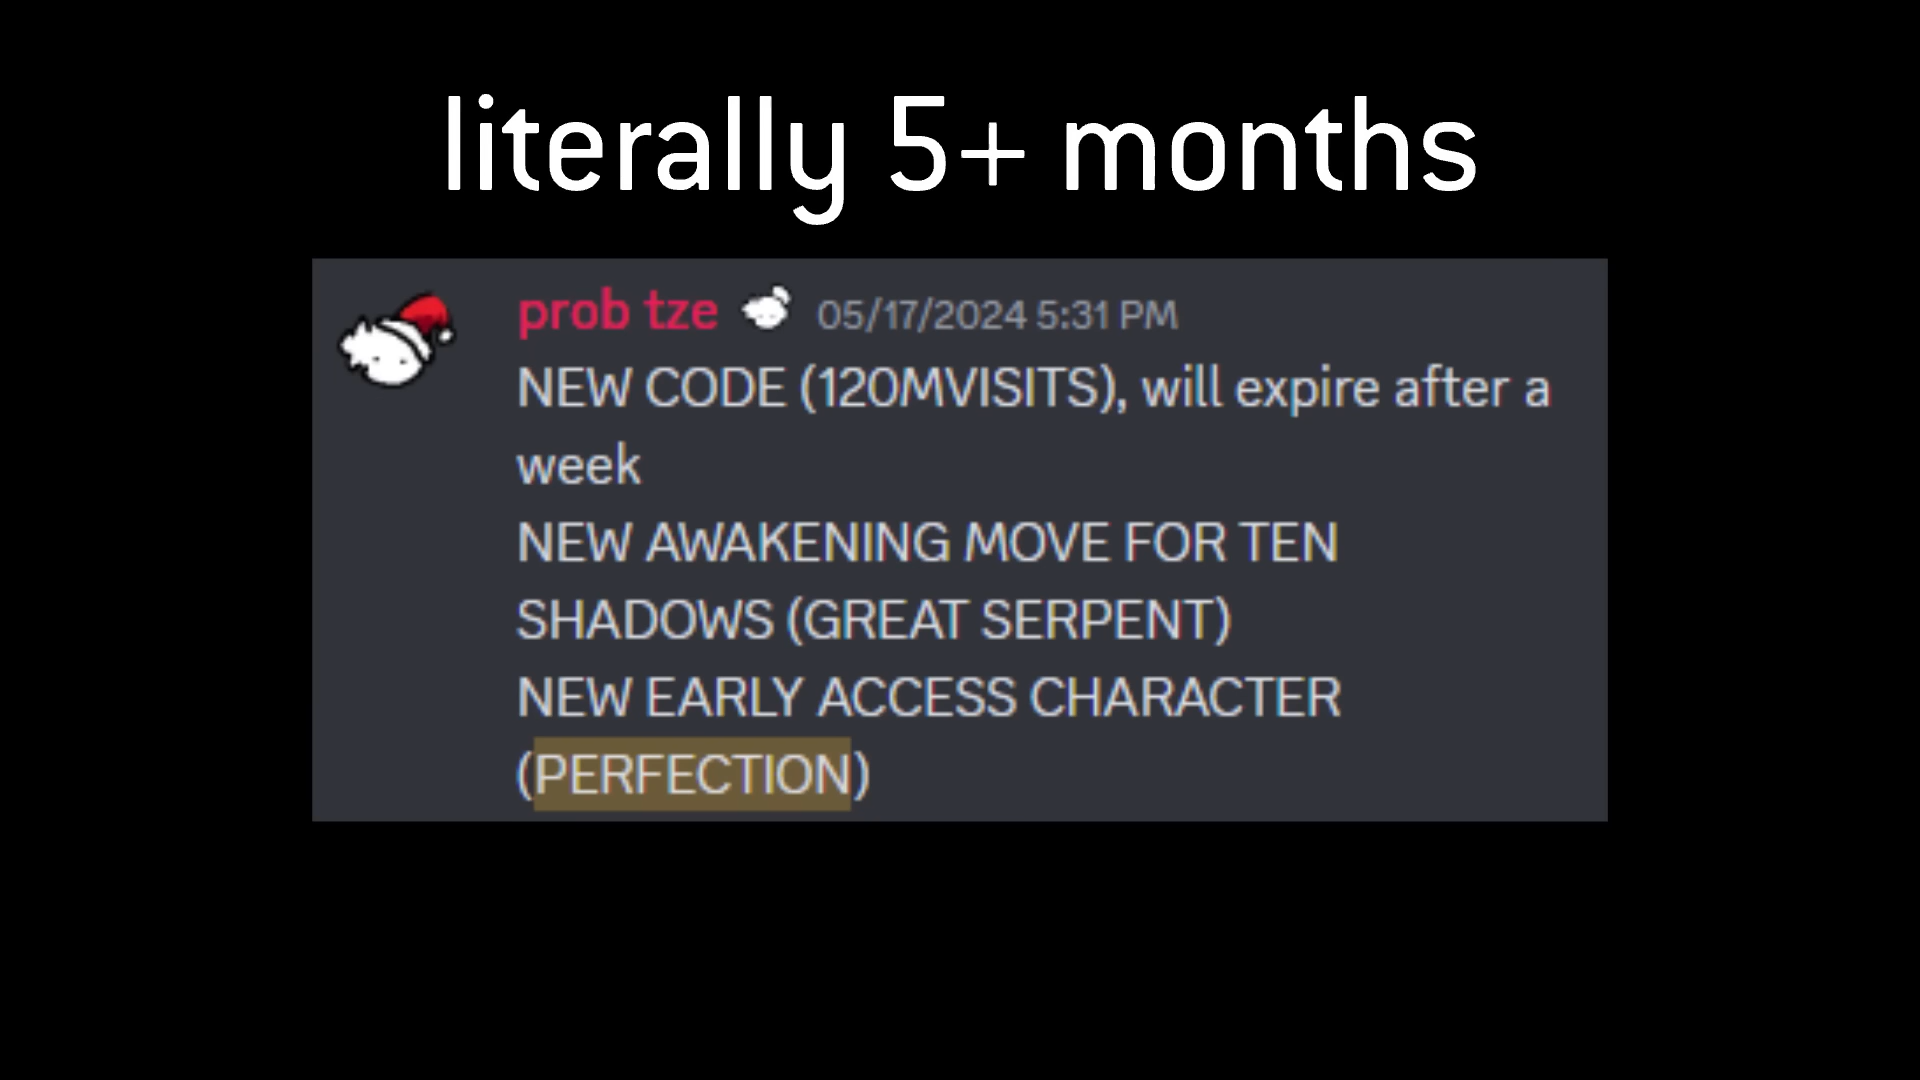 literally 5+ months
prob tze 05/17/2024 5:31 PM
NEW CODE (120MVISITS), will expire after a
week
NEW AWAKENING MOVE FOR TEN
SHADOWS (GREAT SERPENT)
NEW EARLY ACCESS CHARACTER
(PERFECTION)